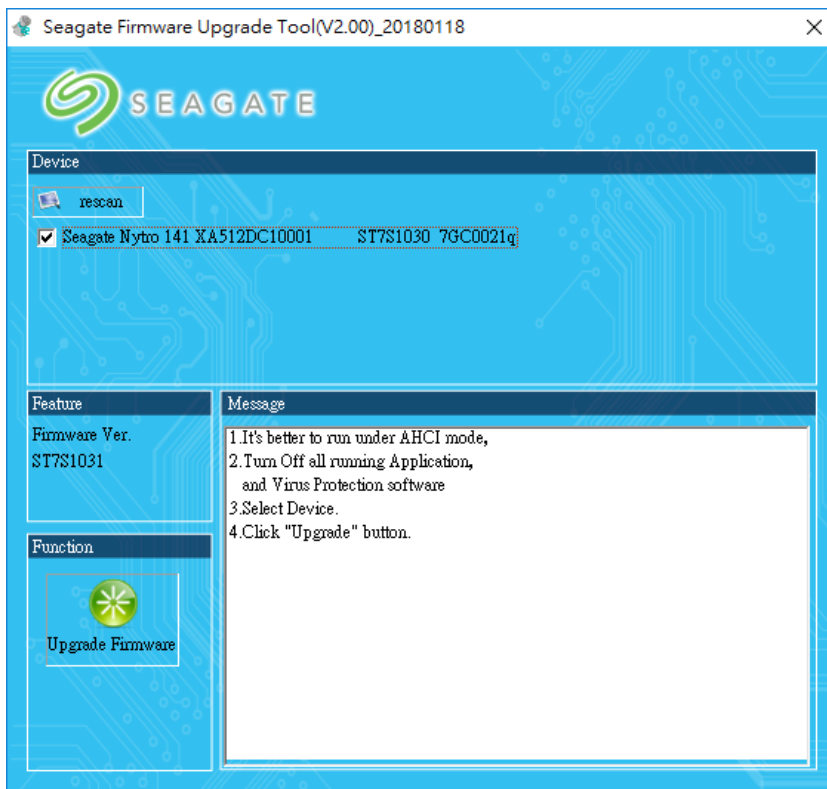 Seagate Firmware Upgrade Tool(V2.00)_20180118
SEAGATE
Device
rescan
Seagate Nytro 141 XA512DC10001 ST7S1030 7GC0021q
Feature
Firmware Ver.
ST7S1031
Function
Upgrade Firmware
Message
1.It's better to run under AHCI mode,
2.Turn Off all running Application,
and Virus Protection software
3.Select Device.
4.Click "Upgrade" button.